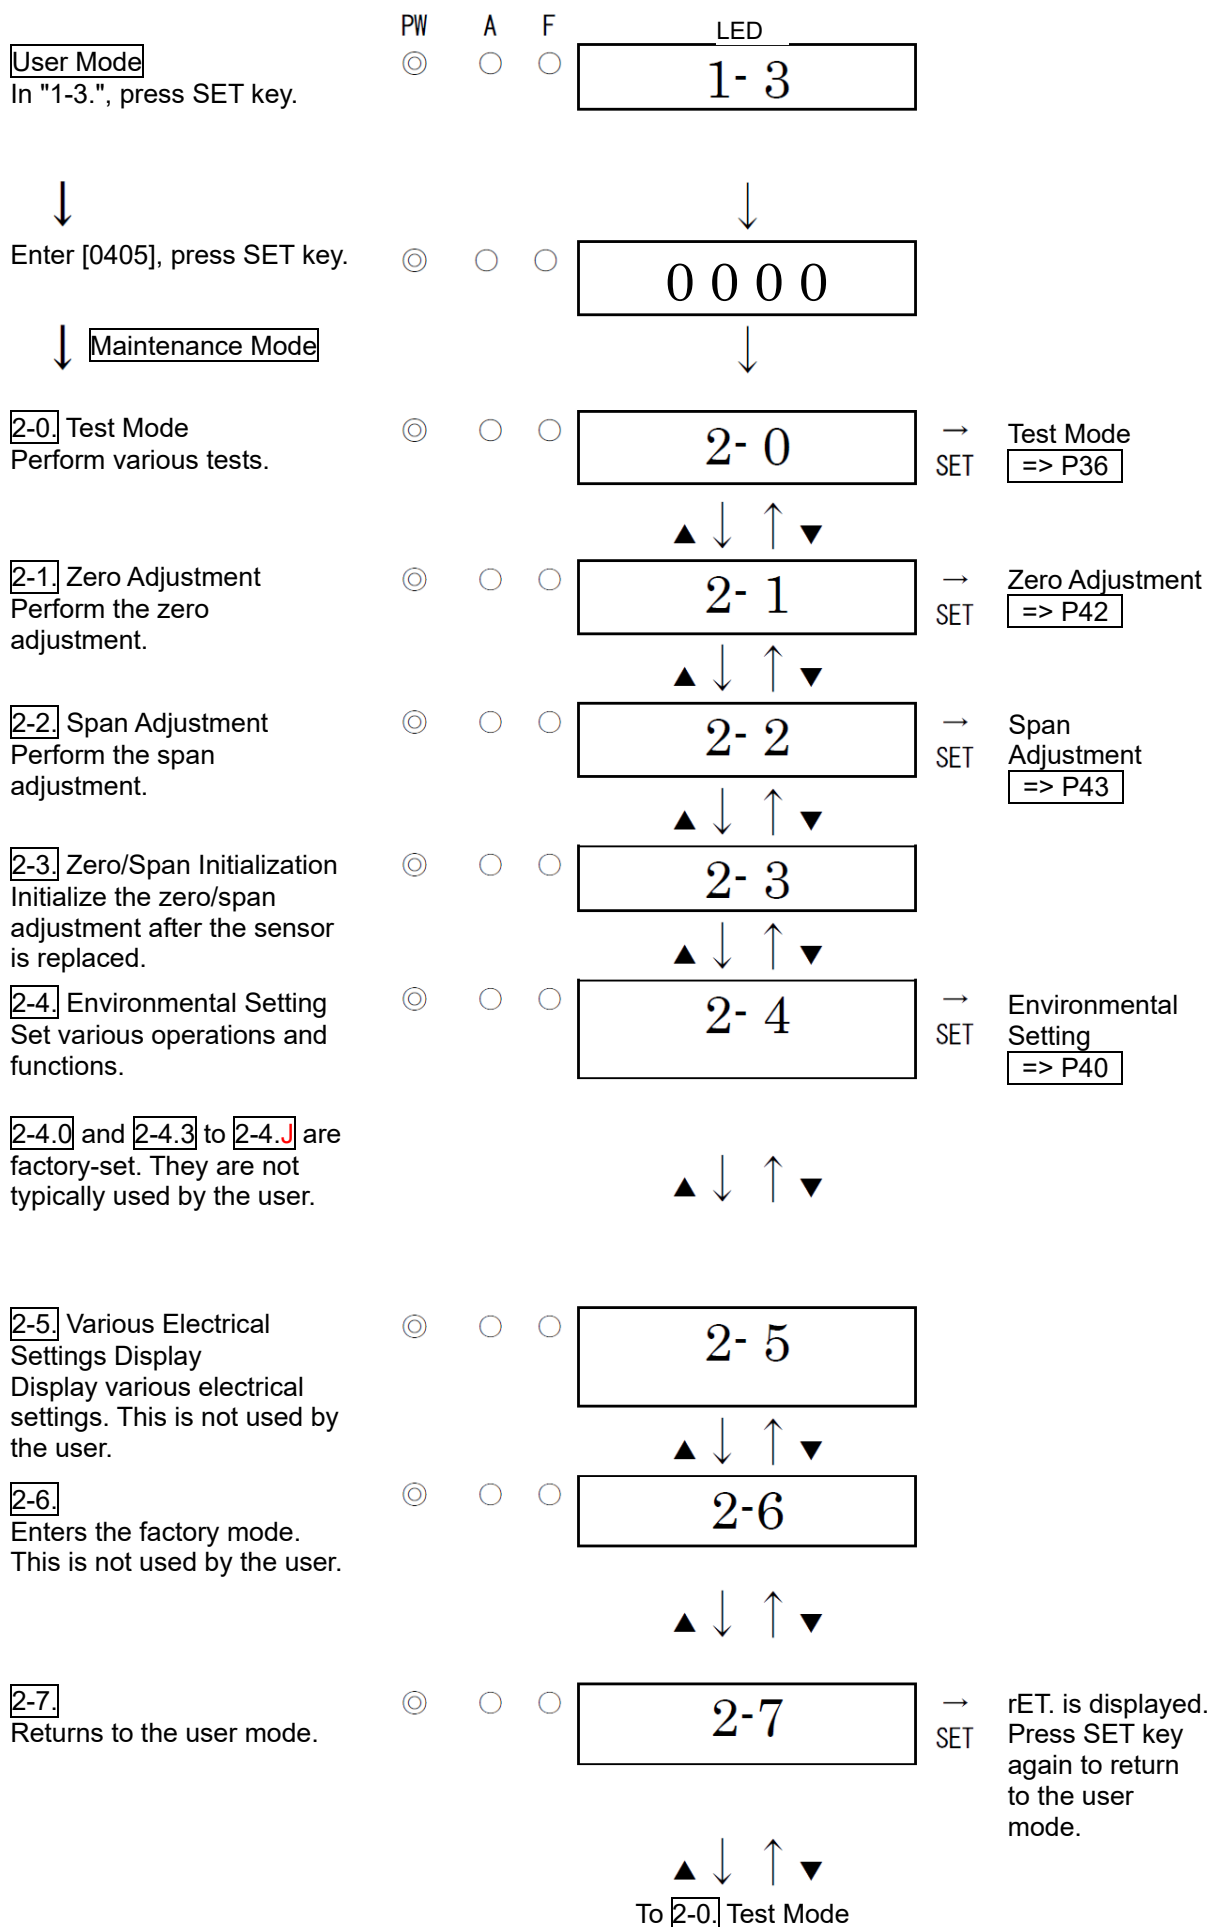 PW A F LED
User Mode
◎ ○ ○ 1- 3
In "1-3.", press SET key.
↓ ↓
Enter [0405], press SET key.
◎ ○ ○ 0 0 0 0
↓ Maintenance Mode ↓
2-0. Test Mode
Perform various tests.
◎ ○ ○ 2- 0
→
SET
Test Mode
=> P36
▲ ↓ ↑ ▼
2-1. Zero Adjustment
Perform the zero
adjustment.
◎ ○ ○ 2- 1
→
SET
Zero Adjustment
=> P42
▲ ↓ ↑ ▼
2-2. Span Adjustment
Perform the span
adjustment.
◎ ○ ○ 2- 2
→
SET
Span
Adjustment
=> P43
▲ ↓ ↑ ▼
2-3. Zero/Span Initialization
Initialize the zero/span
adjustment after the sensor
is replaced.
◎ ○ ○ 2- 3
▲ ↓ ↑ ▼
2-4. Environmental Setting
Set various operations and
functions.
◎ ○ ○ 2- 4
→
SET
Environmental
Setting
=> P40
2-4.0 and 2-4.3 to 2-4.J are
factory-set. They are not
typically used by the user.
▲ ↓ ↑ ▼
2-5. Various Electrical
Settings Display
Display various electrical
settings. This is not used by
the user.
◎ ○ ○ 2- 5
▲ ↓ ↑ ▼
2-6.
Enters the factory mode.
This is not used by the user.
◎ ○ ○ 2-6
▲ ↓ ↑ ▼
2-7.
Returns to the user mode.
◎ ○ ○ 2-7
→
SET
rET. is displayed.
Press SET key
again to return
to the user
mode.
▲ ↓ ↑ ▼
To 2-0. Test Mode